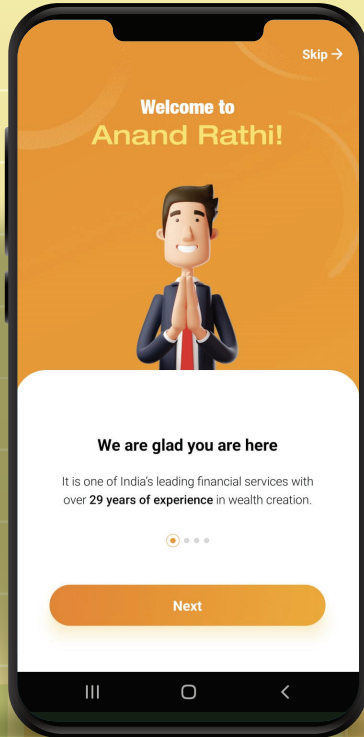 Skip →
Welcome to
Anand Rathi!
We are glad you are here
It is one of India's leading financial services with
over 29 years of experience in wealth creation.
Next